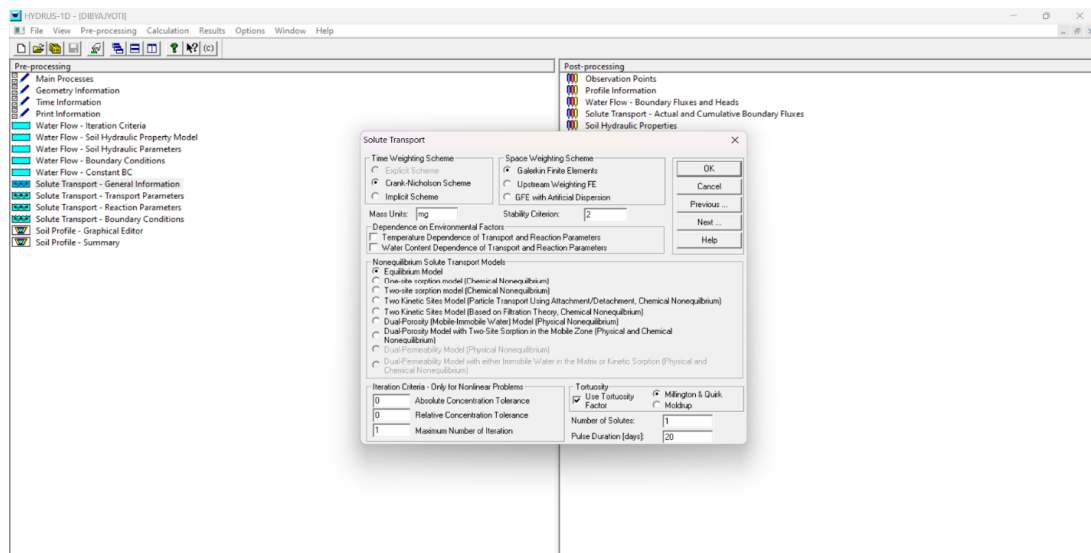 HYDRUS-1D - [DIBYAJYOTI]
File View Pre-processing Calculation Results Options Window Help
Pre-processing
Main Processes
Geometry Information
Time Information
Print Information
Water Flow - Iteration Criteria
Water Flow - Soil Hydraulic Property Model
Water Flow - Soil Hydraulic Parameters
Water Flow - Boundary Conditions
Water Flow - Constant BC
Solute Transport - General Information
Solute Transport - Transport Parameters
Solute Transport - Reaction Parameters
Solute Transport - Boundary Conditions
Soil Profile - Graphical Editor
Soil Profile - Summary
Post-processing
Observation Points
Profile Information
Water Flow - Boundary Fluxes and Heads
Solute Transport - Actual and Cumulative Boundary Fluxes
Soil Hydraulic Properties
Solute Transport
Time Weighting Scheme
Explicit Scheme
Crank-Nicholson Scheme
Implicit Scheme
Space Weighting Scheme
Galerkin Finite Elements
Upstream Weighting FE
GFE with Artificial Dispersion
OK
Cancel
Previous ...
Next ...
Help
Mass Units: mg
Stability Criterion: 2
Dependence on Environmental Factors
Temperature Dependence of Transport and Reaction Parameters
Water Content Dependence of Transport and Reaction Parameters
Nonequilibrium Solute Transport Models
Equilibrium Model
One-site sorption model (Chemical Nonequilibrium)
Two-site sorption model (Chemical Nonequilibrium)
Two Kinetic Sites Model (Particle Transport Using Attachment/Detachment, Chemical Nonequilibrium)
Two Kinetic Sites Model (Based on Filtration Theory, Chemical Nonequilibrium)
Dual-Porosity (Mobile-Immobile Water) Model (Physical Nonequilibrium)
Dual-Porosity Model with Two-Site Sorption in the Mobile Zone (Physical and Chemical
Nonequilibrium)
Dual-Permeability Model (Physical Nonequilibrium)
Dual-Permeability Model with either Immobile Water in the Matrix or Kinetic Sorption (Physical and
Chemical Nonequilibrium)
Iteration Criteria - Only for Nonlinear Problems
0 Absolute Concentration Tolerance
0 Relative Concentration Tolerance
1 Maximum Number of Iteration
Tortuosity
Use Tortuosity
Factor
Millington & Quirk
Moldrup
Number of Solutes: 1
Pulse Duration [days]: 20